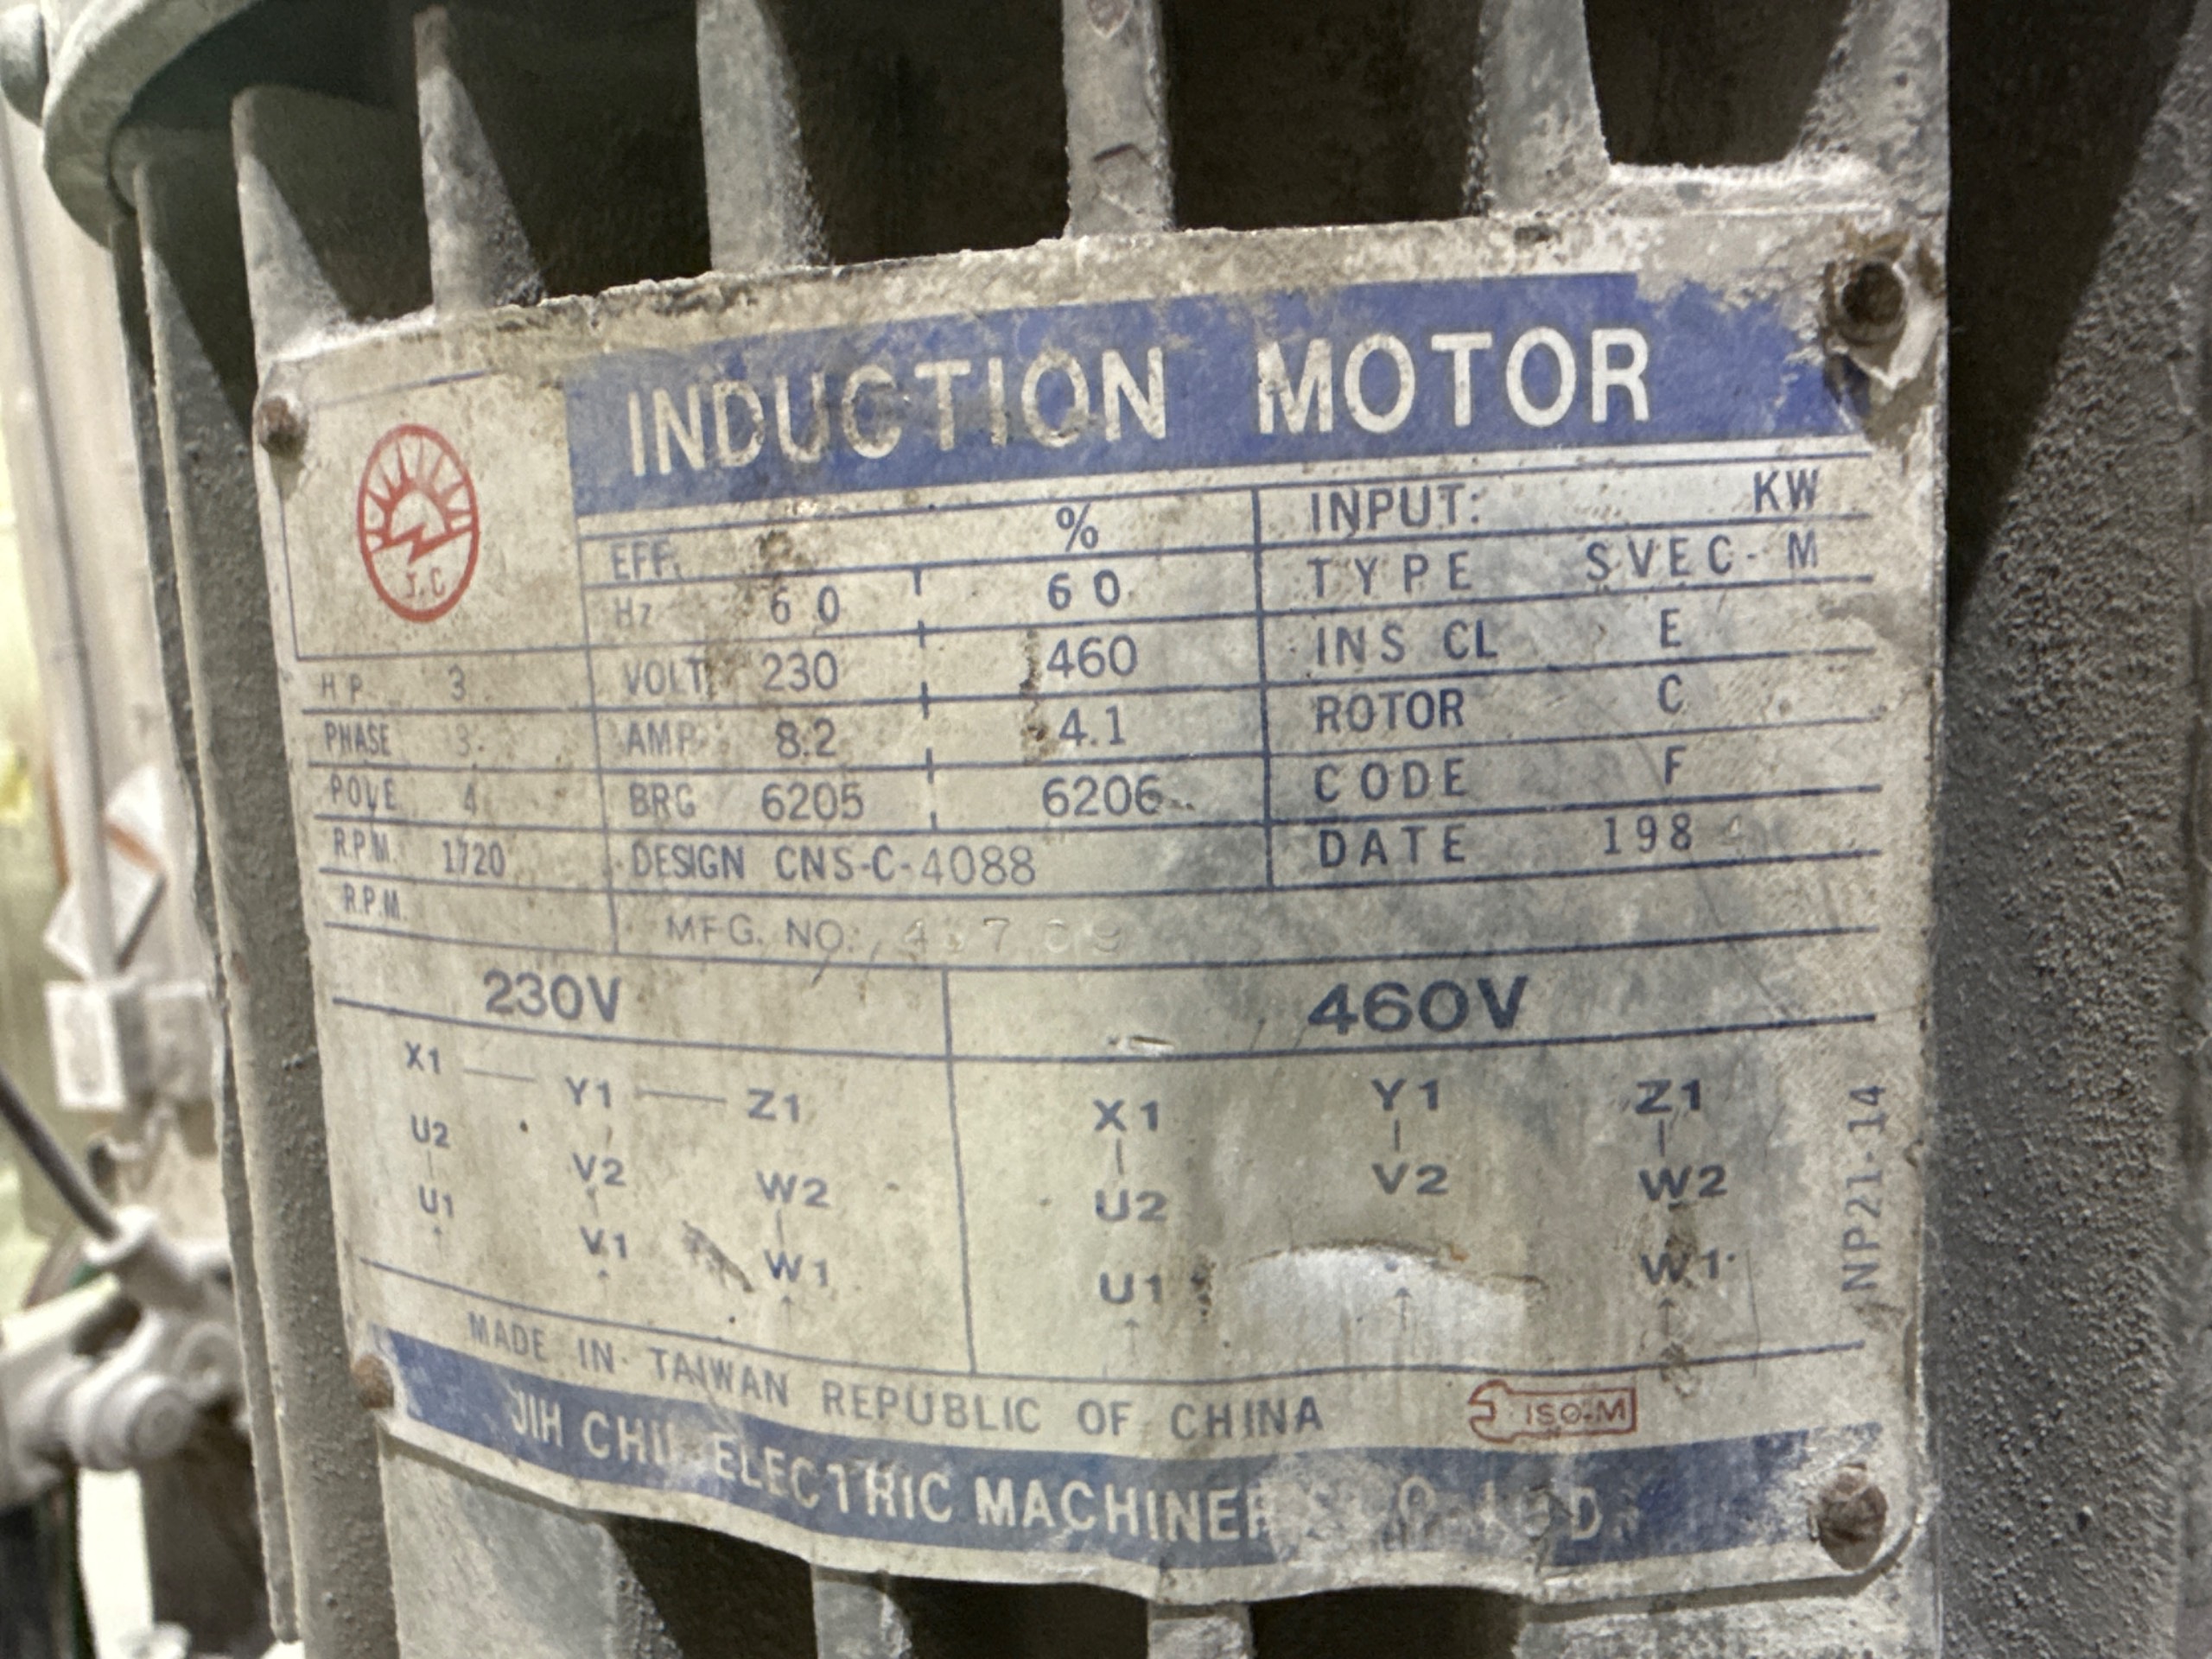 INDUCTION MOTOR
J.C
EFF. % INPUT: KW
Hz 60 60 TYPE SVEC-M
HP 3 VOLT 230 460 INS CL E
PHASE 3 AMP 8.2 4.1 ROTOR C
POLE 4 BRG 6205 6206 CODE F
R.P.M. 1720 DESIGN CNS-C-4088 DATE 198
R.P.M. MFG. NO:
230V 460V
X1 Y1 Z1 X1 Y1 Z1
U2 V2 W2 U2 V2 W2
U1 V1 W1 U1 W1
NP21-14
MADE IN TAIWAN REPUBLIC OF CHINA ISO-M
JIH ELECTRIC